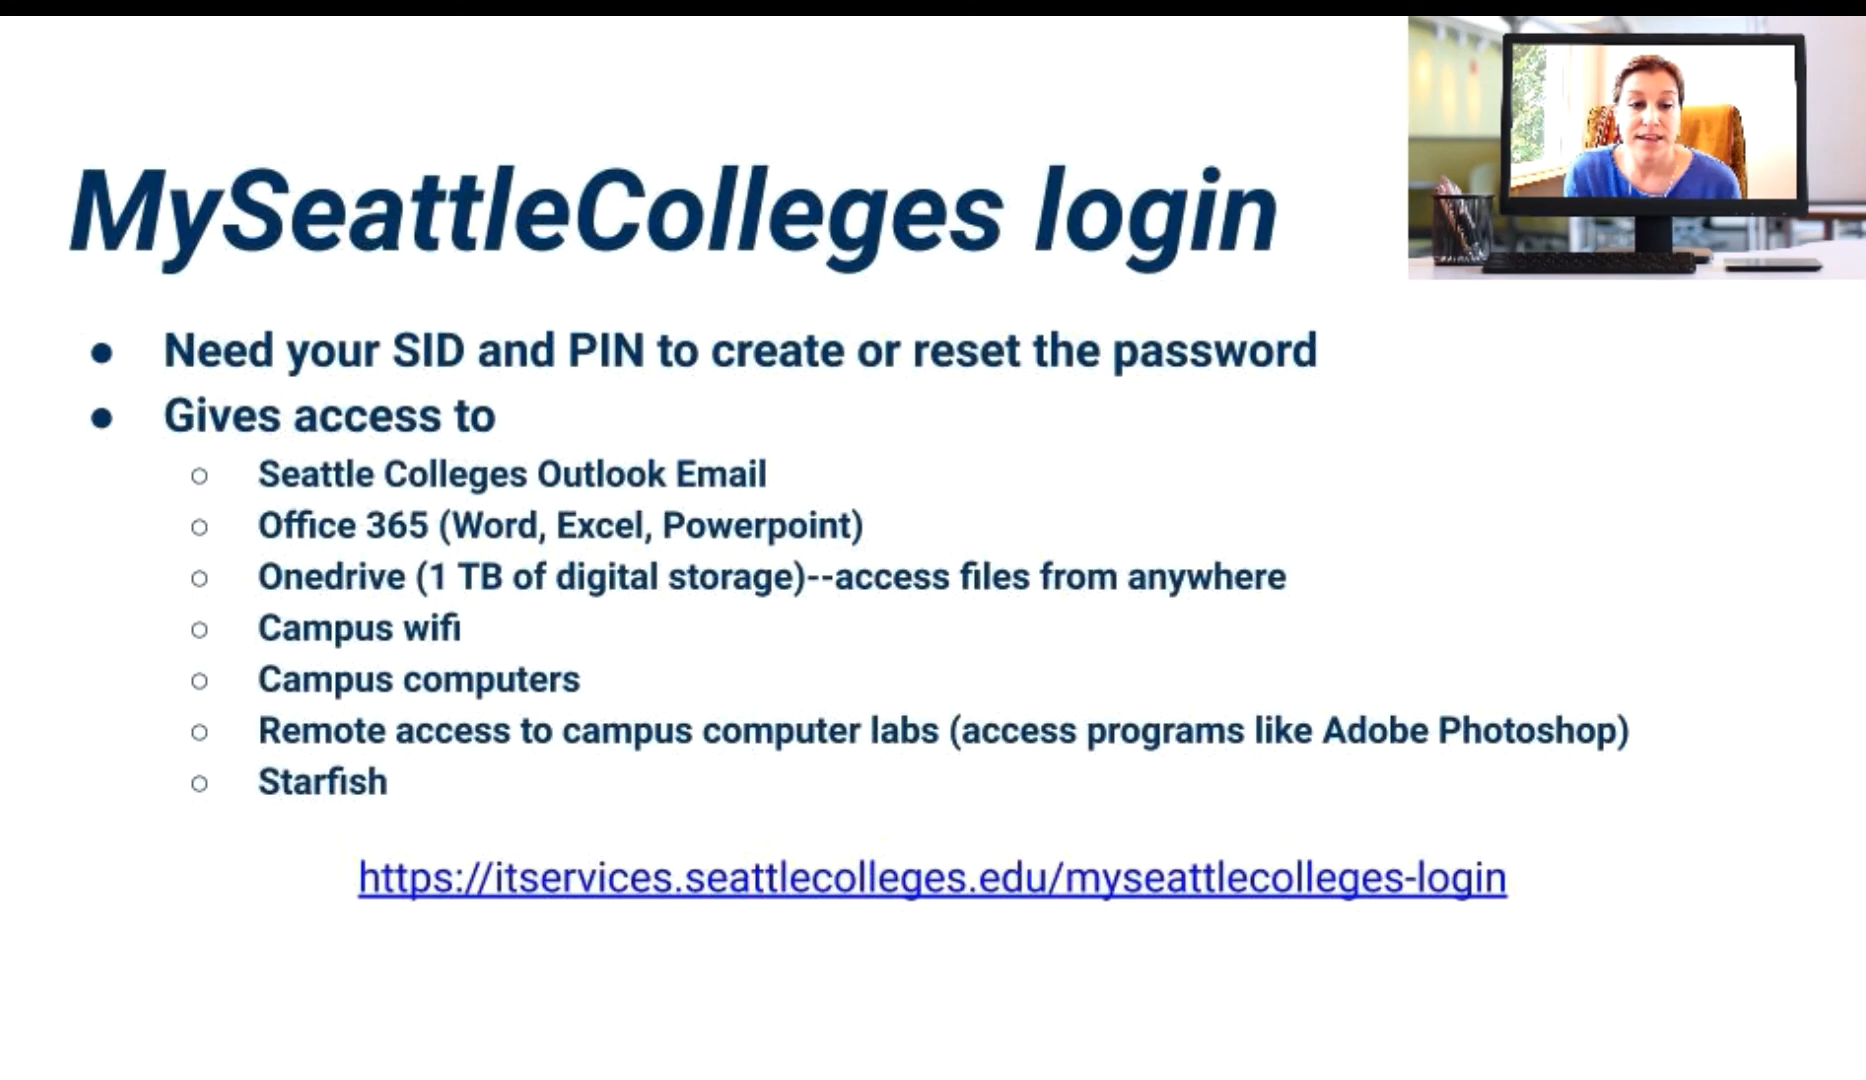 MySeattleColleges login
● Need your SID and PIN to create or reset the password
● Gives access to
○ Seattle Colleges Outlook Email
○ Office 365 (Word, Excel, Powerpoint)
○ Onedrive (1 TB of digital storage)--access files from anywhere
○ Campus wifi
○ Campus computers
○ Remote access to campus computer labs (access programs like Adobe Photoshop)
○ Starfish
https://itservices.seattlecolleges.edu/myseattlecolleges-login